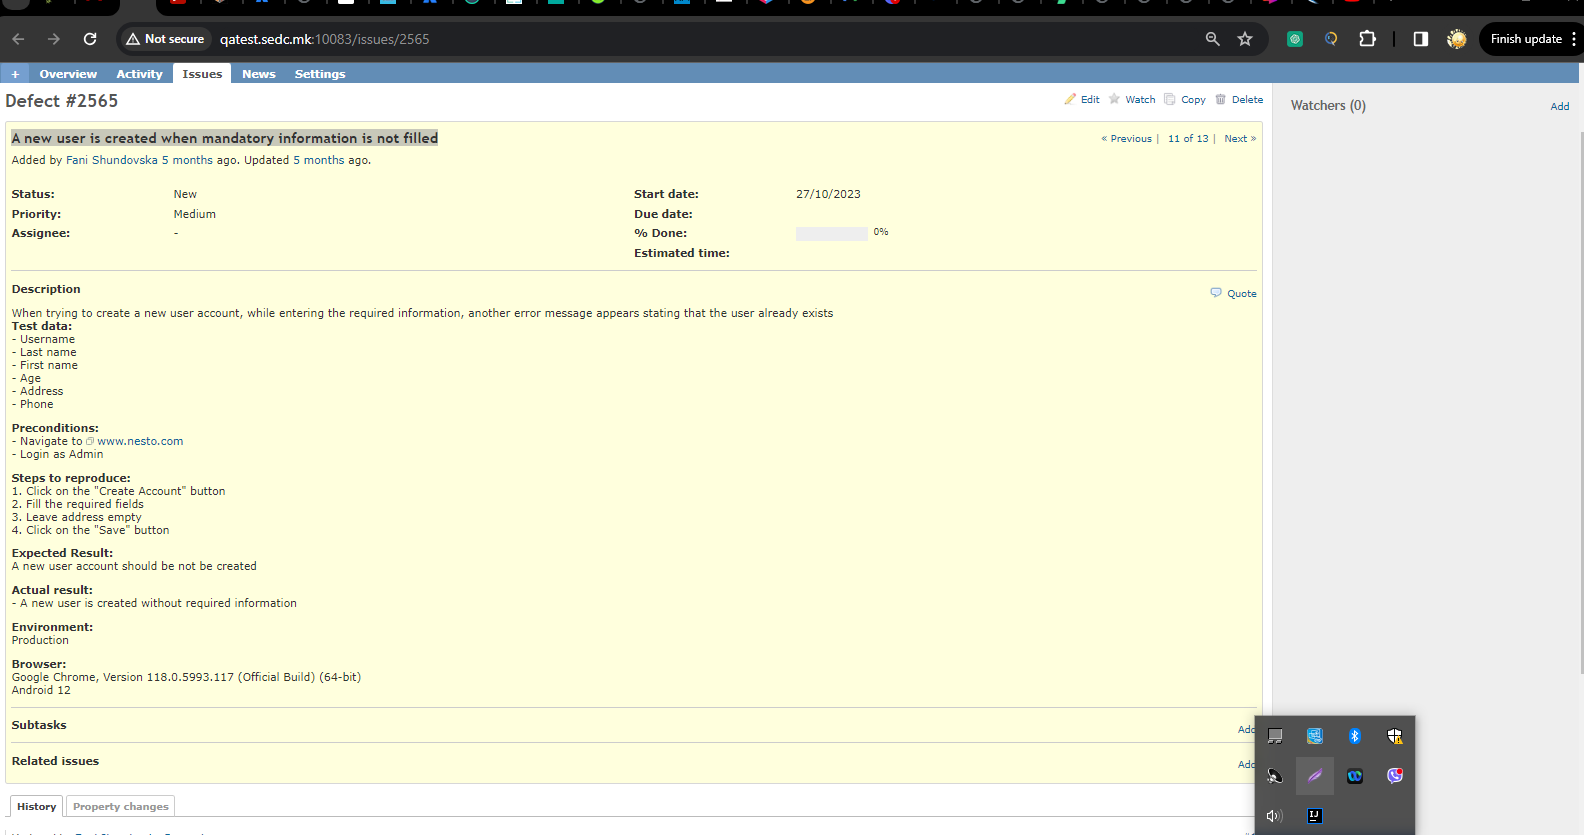 Not secure
qatest.sedc.mk:10083/issues/2565
Finish update
+ Overview Activity Issues News Settings
Defect #2565
Edit Watch Copy Delete
Watchers (0)
Add
A new user is created when mandatory information is not filled
« Previous | 11 of 13 | Next »
Added by Fani Shundovska 5 months ago. Updated 5 months ago.
Status: New
Start date: 27/10/2023
Priority: Medium
Due date:
Assignee: -
% Done: 0%
Estimated time:
Description
Quote
When trying to create a new user account, while entering the required information, another error message appears stating that the user already exists
Test data:
- Username
- Last name
- First name
- Age
- Address
- Phone
Preconditions:
- Navigate to www.nesto.com
- Login as Admin
Steps to reproduce:
1. Click on the "Create Account" button
2. Fill the required fields
3. Leave address empty
4. Click on the "Save" button
Expected Result:
A new user account should be not be created
Actual result:
- A new user is created without required information
Environment:
Production
Browser:
Google Chrome, Version 118.0.5993.117 (Official Build) (64-bit)
Android 12
Subtasks
Add
Related issues
Add
History Property changes
IJ